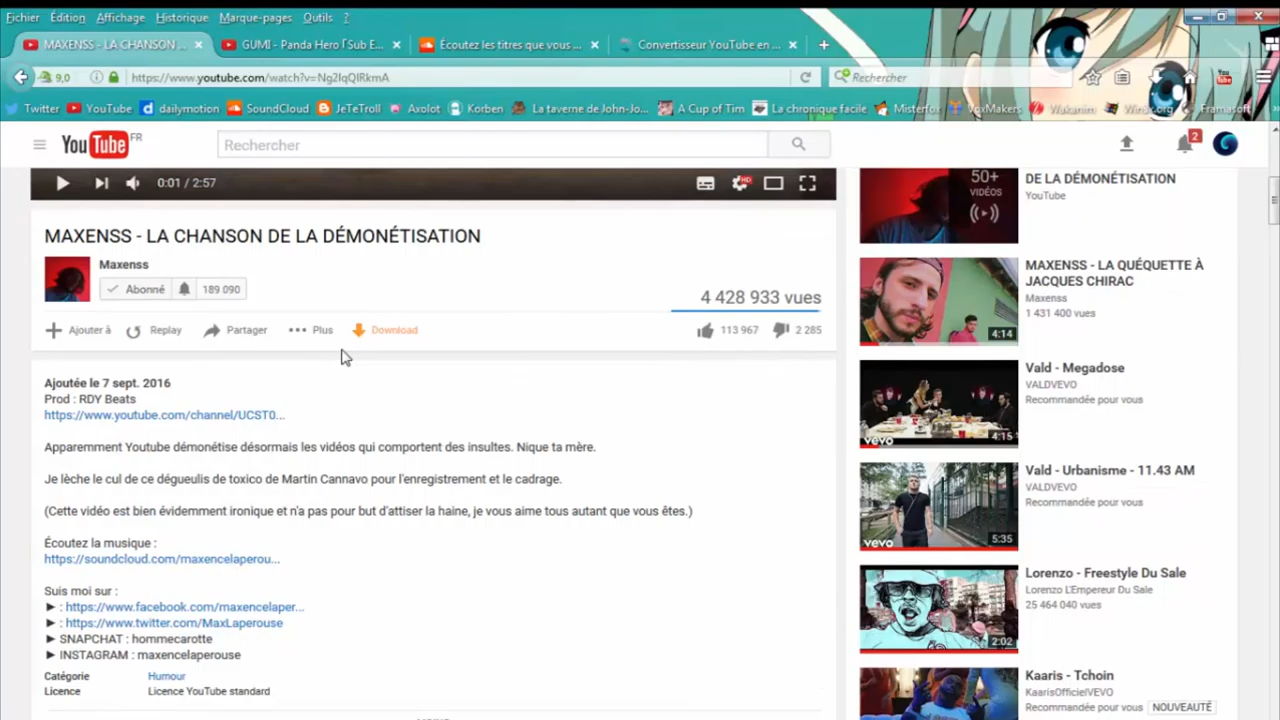 Fichier Édition Affichage Historique Marque-pages Outils ?
MAXENSS - LA CHANSON ... GUMI - Panda Hero 「Sub E... Écoutez les titres que vous ... Convertisseur YouTube en ...
9,0 https://www.youtube.com/watch?v=Ng2IqQlRkmA Rechercher
Twitter YouTube dailymotion SoundCloud JeTeTroll Axolot Korben La taverne de John-Jo... A Cup of Tim La chronique facile Misterfox VoxMakers Wakanim Framasoft
YouTube FR Rechercher 2
0:01 / 2:57 HD
MAXENSS - LA CHANSON DE LA DÉMONÉTISATION
Maxenss
Abonné 189 090
4 428 933 vues
Ajouter à Replay Partager Plus Download 113 967 2 285
Ajoutée le 7 sept. 2016
Prod : RDY Beats
https://www.youtube.com/channel/UCST0...
Apparemment Youtube démonétise désormais les vidéos qui comportent des insultes. Nique ta mère.
Je lèche le cul de ce dégueulis de toxico de Martin Cannavo pour l'enregistrement et le cadrage.
(Cette vidéo est bien évidemment ironique et n'a pas pour but d'attiser la haine, je vous aime tous autant que vous êtes.)
Écoutez la musique :
https://soundcloud.com/maxencelaperou...
Suis moi sur :
► : https://www.facebook.com/maxencelaper...
► : https://www.twitter.com/MaxLaperouse
► SNAPCHAT : hommecarotte
► INSTAGRAM : maxencelaperouse
Catégorie Humour
Licence Licence YouTube standard
50+
VIDÉOS
DE LA DÉMONÉTISATION
YouTube
MAXENSS - LA QUÉQUETTE À
JACQUES CHIRAC
Maxenss
1 431 400 vues
4:14
Vald - Megadose
VALDVEVO
Recommandée pour vous
vevo 4:15
Vald - Urbanisme - 11.43 AM
VALDVEVO
Recommandée pour vous
vevo 5:35
Lorenzo - Freestyle Du Sale
Lorenzo L'Empereur Du Sale
25 464 040 vues
2:02
Kaaris - Tchoin
KaarisOfficielVEVO
Recommandée pour vous NOUVEAUTÉ